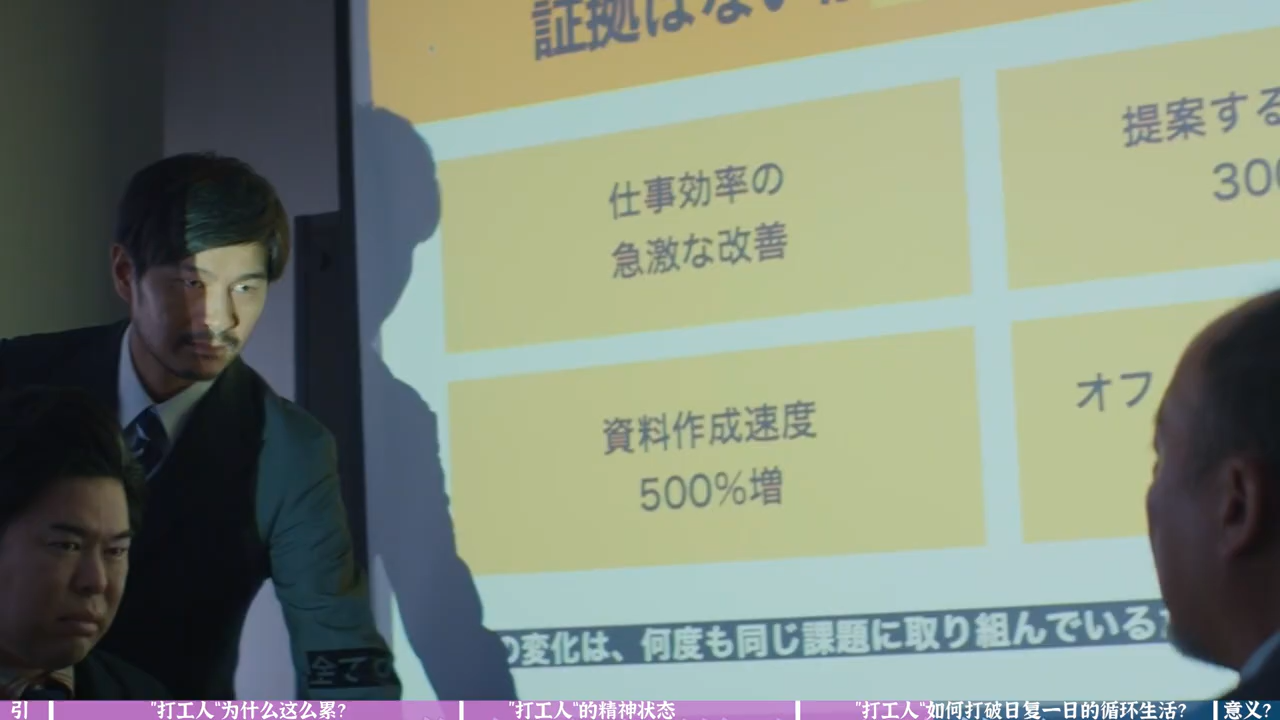 証拠はない
仕事効率の
急激な改善
提案する
300
資料作成速度
500%増
オフ
の変化は、何度も同じ課題に取り組んでいる
全て
引
"打工人"为什么这么累?
"打工人"的精神状态
"打工人"如何打破日复一日的循环生活?
意义?